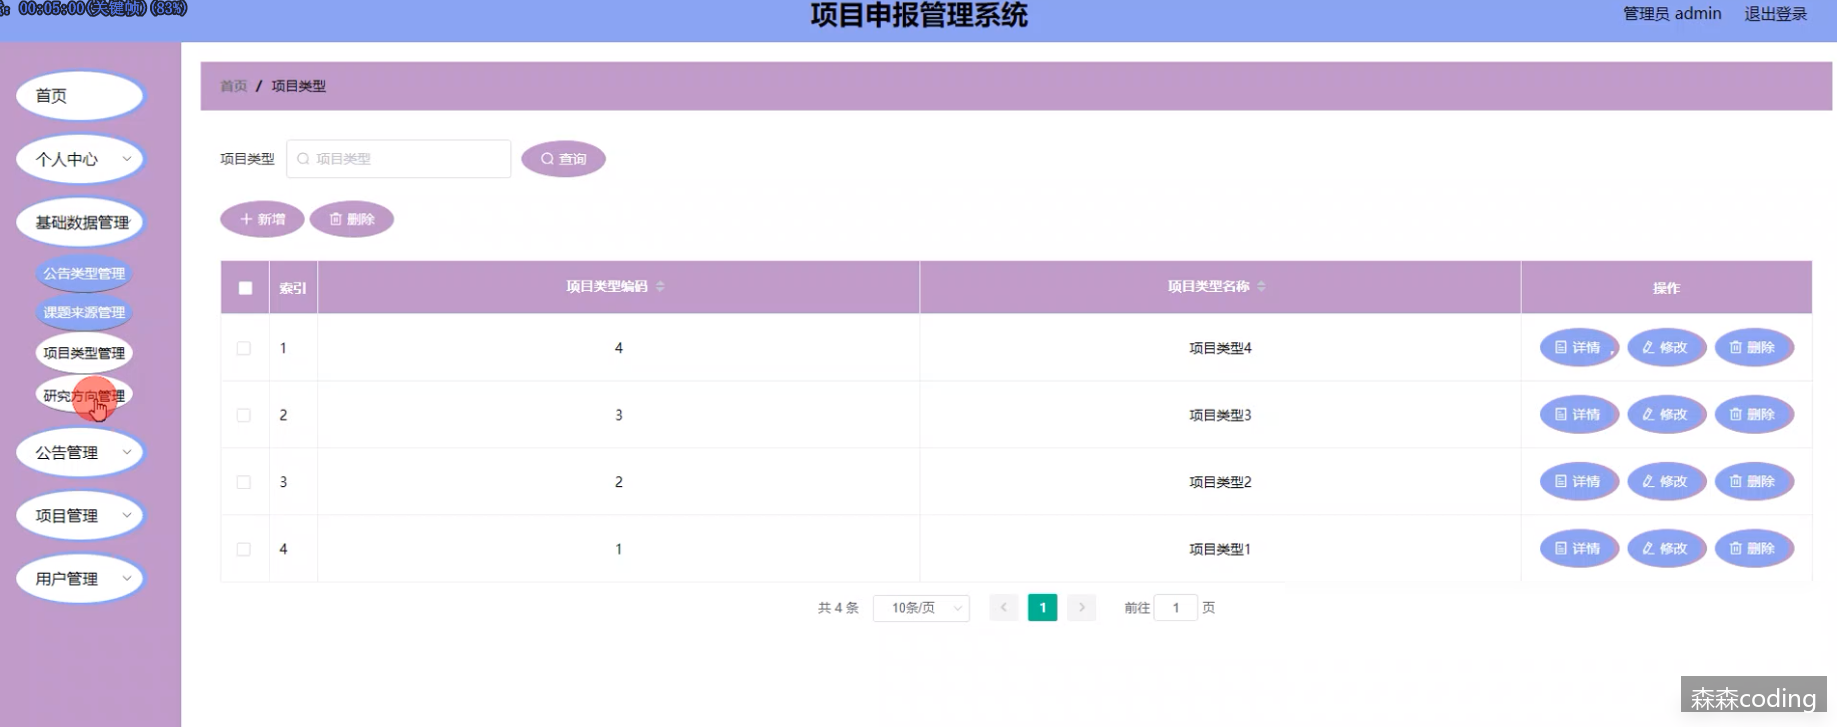 00:05:00(关键帧)(83%)
项目申报管理系统
管理员 admin 退出登录
首页
个人中心
基础数据管理
公告类型管理
课题来源管理
项目类型管理
研究方向管理
公告管理
项目管理
用户管理
首页 / 项目类型
项目类型 项目类型 查询
新增 删除
索引 项目类型编码 项目类型名称 操作
1 4 项目类型4 详情 修改 删除
2 3 项目类型3 详情 修改 删除
3 2 项目类型2 详情 修改 删除
4 1 项目类型1 详情 修改 删除
共 4 条 10条/页 1 前往 1 页
森森coding